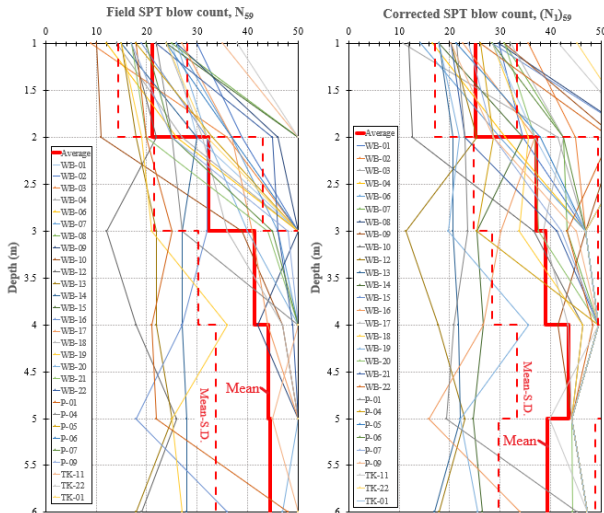 Field SPT blow count, N59
0 10 20 30 40 50
1
1.5
2
2.5
3
3.5
4
4.5
5
5.5
6
Depth (m)
Average
WB-01
WB-02
WB-03
WB-04
WB-06
WB-07
WB-08
WB-09
WB-10
WB-12
WB-13
WB-14
WB-15
WB-16
WB-17
WB-18
WB-19
WB-20
WB-21
WB-22
P-01
P-04
P-05
P-06
P-07
P-09
TK-11
TK-22
TK-01
Mean-S.D.
Mean
Corrected SPT blow count, (N1)59
0 10 20 30 40 50
1
1.5
2
2.5
3
3.5
4
4.5
5
5.5
6
Depth (m)
Average
WB-01
WB-02
WB-03
WB-04
WB-06
WB-07
WB-08
WB-09
WB-10
WB-12
WB-13
WB-14
WB-15
WB-16
WB-17
WB-18
WB-19
WB-20
WB-21
WB-22
P-01
P-04
P-05
P-06
P-07
P-09
TK-11
TK-22
TK-01
Mean-S.D.
Mean